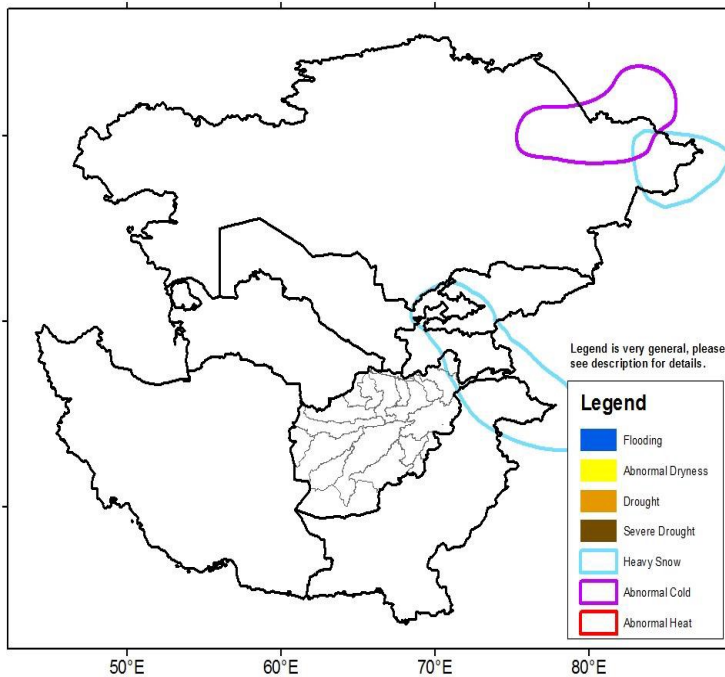 Legend is very general, please
see description for details.
Legend
Flooding
Abnormal Dryness
Drought
Severe Drought
Heavy Snow
Abnormal Cold
Abnormal Heat
50°E
60°E
70°E
80°E